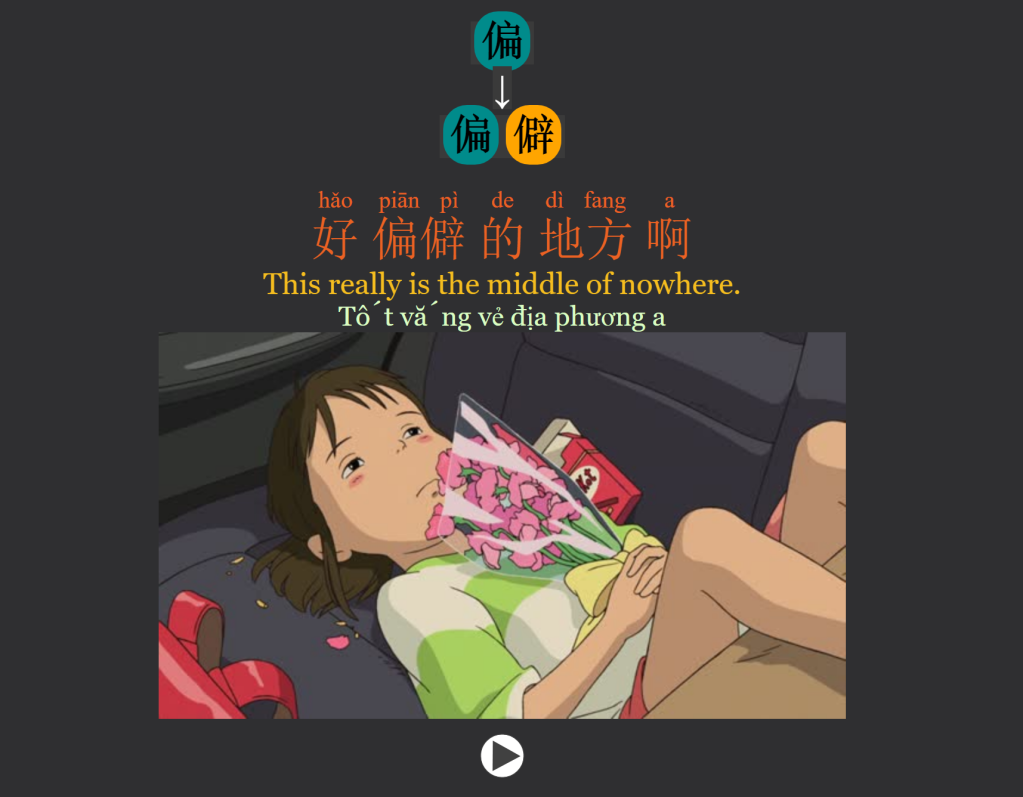 偏
↓
偏 僻
hǎo piān pì de dì fang a
好 偏僻 的 地方 啊
This really is the middle of nowhere.
Tô´t vă´ng vẻ địa phương a